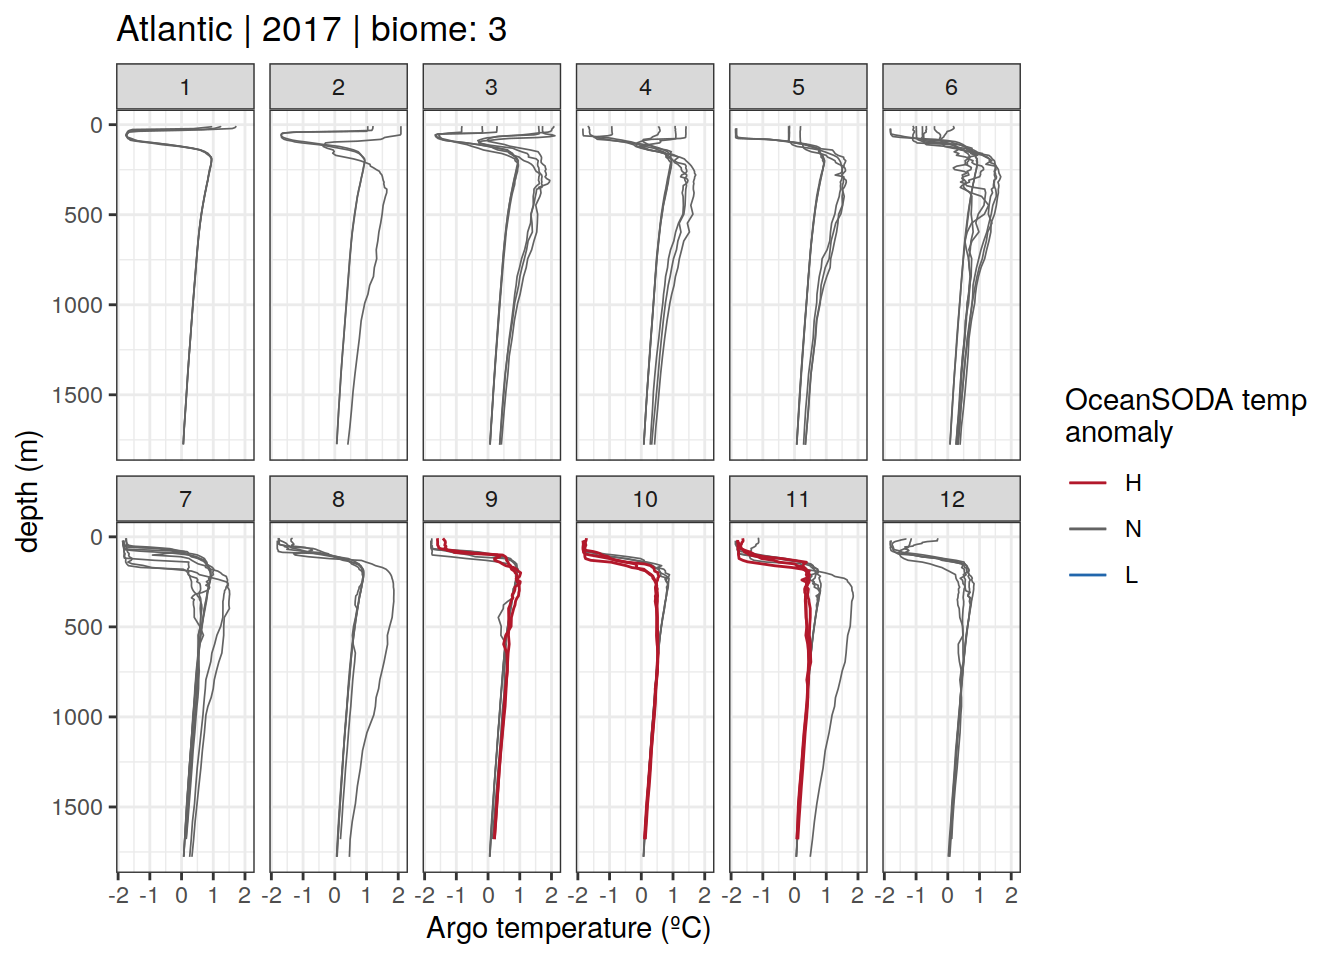 Atlantic | 2017 | biome: 3
1 2 3 4 5 6
0
500
1000
1500
7 8 9 10 11 12
0
500
1000
1500
-2 -1 0 1 2 -2 -1 0 1 2 -2 -1 0 1 2 -2 -1 0 1 2 -2 -1 0 1 2 -2 -1 0 1 2
Argo temperature (ºC)
depth (m)
OceanSODA temp
anomaly
H
N
L